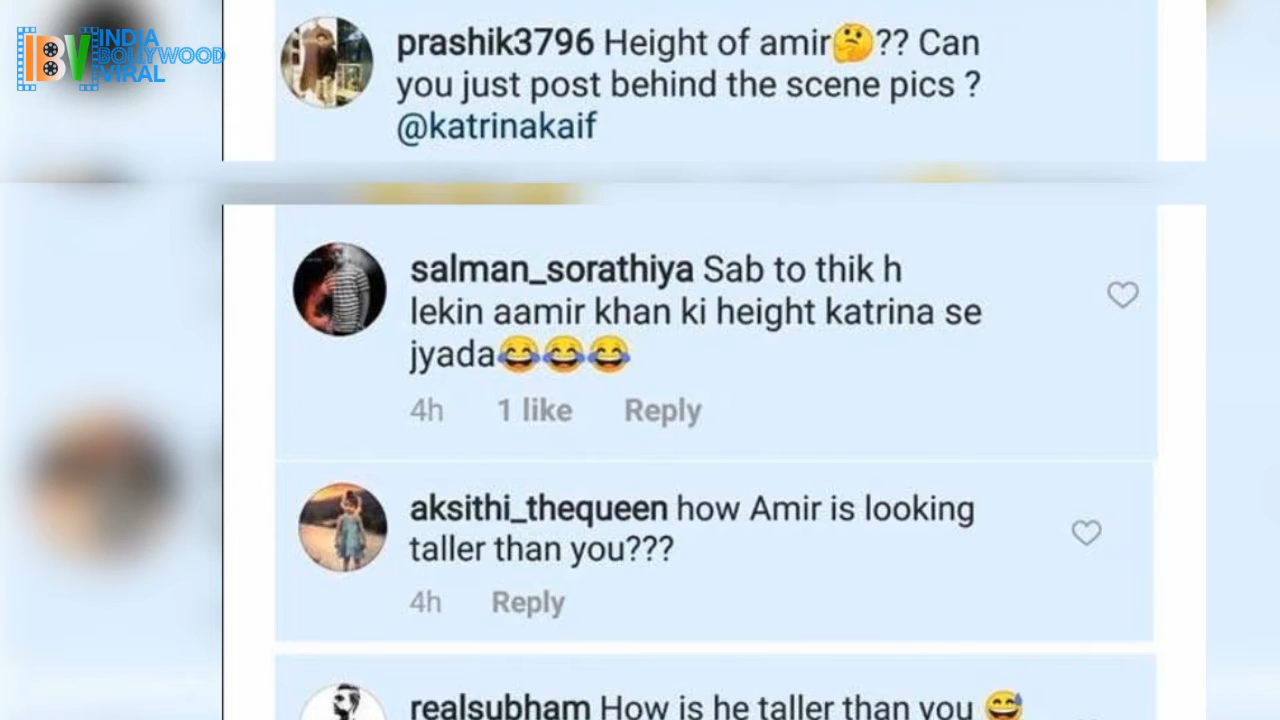 INDIA
BOLLYWOOD
VIRAL
IBV
prashik3796 Height of amir🤔?? Can
you just post behind the scene pics ?
@katrinakaif
salman_sorathiya Sab to thik h
lekin aamir khan ki height katrina se
jyada😂😂😂
4h 1 like Reply
aksithi_thequeen how Amir is looking
taller than you???
4h Reply
realsubham How is he taller than you 😅